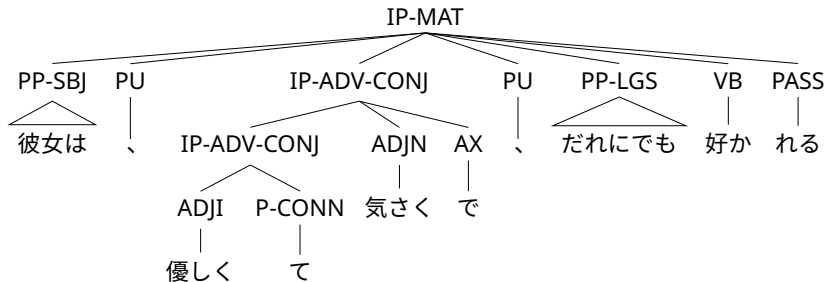 IP-MAT
PP-SBJ PU IP-ADV-CONJ PU PP-LGS VB PASS
彼女は 、 IP-ADV-CONJ ADJN AX 、 だれにでも 好か れる
ADJI P-CONN 気さく で
優しく て